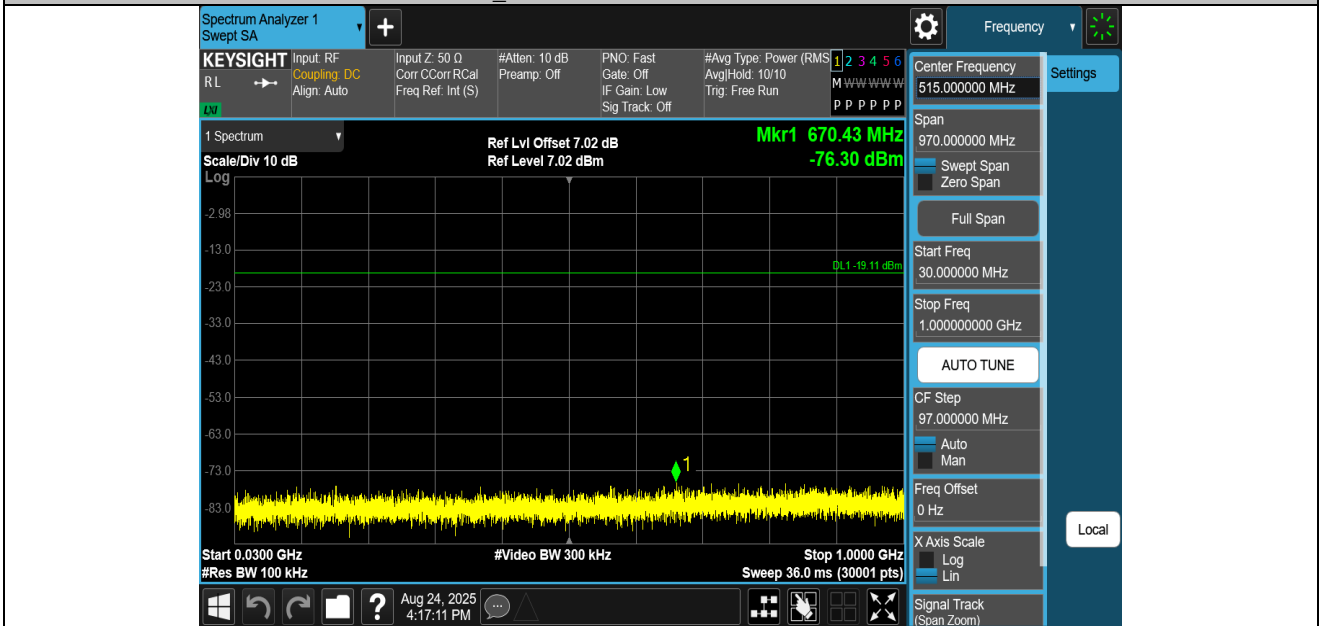 Spectrum Analyzer 1
Swept SA
Frequency
KEYSIGHT
RL
LXI
Input: RF
Coupling: DC
Align: Auto
Input Z: 50 Ω
Corr CCorr RCal
Freq Ref: Int (S)
#Atten: 10 dB
Preamp: Off
PNO: Fast
Gate: Off
IF Gain: Low
Sig Track: Off
#Avg Type: Power (RMS
Avg|Hold: 10/10
Trig: Free Run
1 2 3 4 5 6
M W W W W W
P P P P P P
1 Spectrum
Scale/Div 10 dB
Log
Ref Lvl Offset 7.02 dB
Ref Level 7.02 dBm
Mkr1 670.43 MHz
-76.30 dBm
-2.98
-13.0
DL1 -19.11 dBm
-23.0
-33.0
-43.0
-53.0
-63.0
-73.0
1
-83.0
Start 0.0300 GHz
#Video BW 300 kHz
Stop 1.0000 GHz
#Res BW 100 kHz
Sweep 36.0 ms (30001 pts)
Aug 24, 2025
4:17:11 PM
Center Frequency
515.000000 MHz
Settings
Span
970.000000 MHz
Swept Span
Zero Span
Full Span
Start Freq
30.000000 MHz
Stop Freq
1.000000000 GHz
AUTO TUNE
CF Step
97.000000 MHz
Auto
Man
Freq Offset
0 Hz
Local
X Axis Scale
Log
Lin
Signal Track
(Span Zoom)